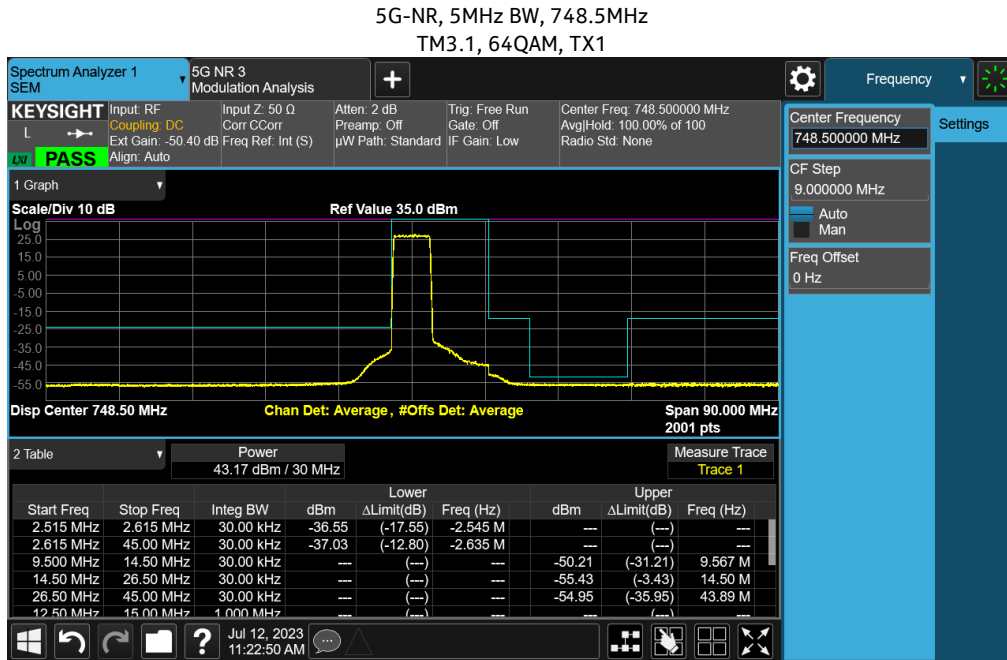 5G-NR, 5MHz BW, 748.5MHz
TM3.1, 64QAM, TX1
Spectrum Analyzer 1
SEM
5G NR 3
Modulation Analysis
Frequency
KEYSIGHT Input: RF Input Z: 50 Ω Atten: 2 dB Trig: Free Run Center Freq: 748.500000 MHz
L Coupling: DC Corr CCorr Preamp: Off Gate: Off Avg|Hold: 100.00% of 100
Ext Gain: -50.40 dB Freq Ref: Int (S) µW Path: Standard IF Gain: Low Radio Std: None
LXI PASS Align: Auto
Center Frequency
748.500000 MHz
Settings
CF Step
9.000000 MHz
Auto
Man
Freq Offset
0 Hz
1 Graph
Scale/Div 10 dB Ref Value 35.0 dBm
Log
25.0
15.0
5.00
-5.00
-15.0
-25.0
-35.0
-45.0
-55.0
Disp Center 748.50 MHz Chan Det: Average, #Offs Det: Average Span 90.000 MHz
2001 pts
2 Table Power Measure Trace
43.17 dBm / 30 MHz Trace 1
Lower Upper
Start Freq Stop Freq Integ BW dBm ΔLimit(dB) Freq (Hz) dBm ΔLimit(dB) Freq (Hz)
2.515 MHz 2.615 MHz 30.00 kHz -36.55 (-17.55) -2.545 M --- (---) ---
2.615 MHz 45.00 MHz 30.00 kHz -37.03 (-12.80) -2.635 M --- (---) ---
9.500 MHz 14.50 MHz 30.00 kHz --- (---) --- -50.21 (-31.21) 9.567 M
14.50 MHz 26.50 MHz 30.00 kHz --- (---) --- -55.43 (-3.43) 14.50 M
26.50 MHz 45.00 MHz 30.00 kHz --- (---) --- -54.95 (-35.95) 43.89 M
12.50 MHz 15.00 MHz 1.000 MHz --- (---) --- --- (---) ---
Jul 12, 2023
11:22:50 AM